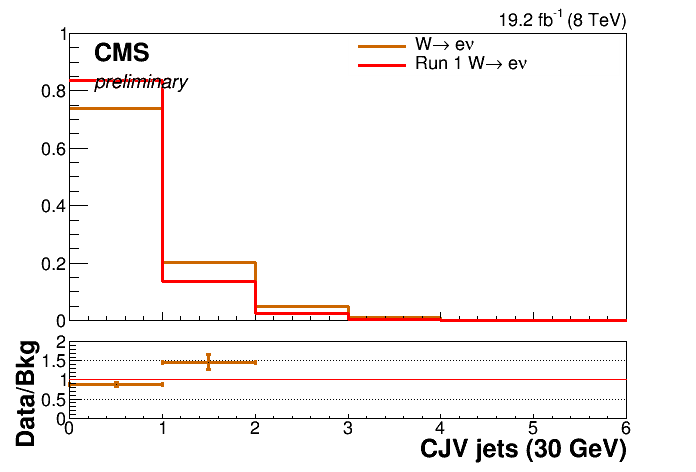 19.2 fb-1 (8 TeV)
CMS
preliminary
W→ eν
Run 1 W→ eν
1
0.8
0.6
0.4
0.2
0
Data/Bkg
2
1.5
1
0.5
0
0 1 2 3 4 5 6
CJV jets (30 GeV)